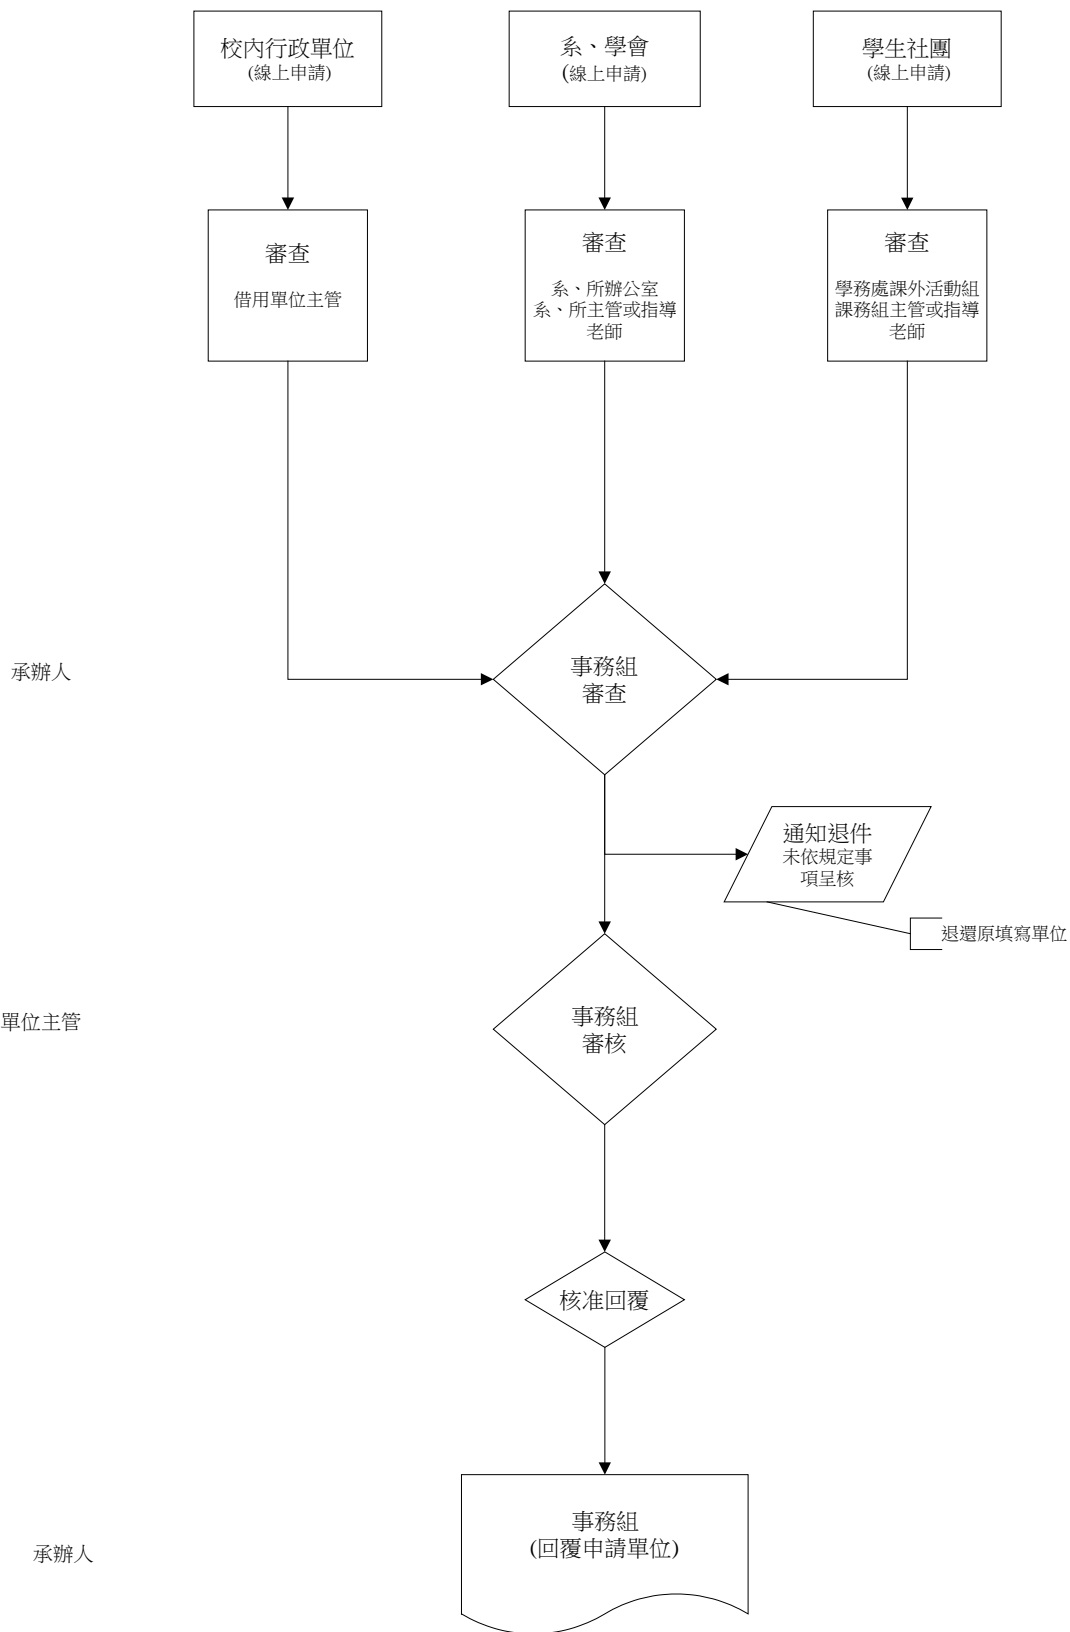 校內行政單位
(線上申請)
系、學會
(線上申請)
學生社團
(線上申請)
審查
借用單位主管
審查
系、所辦公室
系、所主管或指導
老師
審查
學務處課外活動組
課務組主管或指導
老師
承辦人
事務組
審查
通知退件
未依規定事
項呈核
退還原填寫單位
單位主管
事務組
審核
核准回覆
承辦人
事務組
(回覆申請單位)